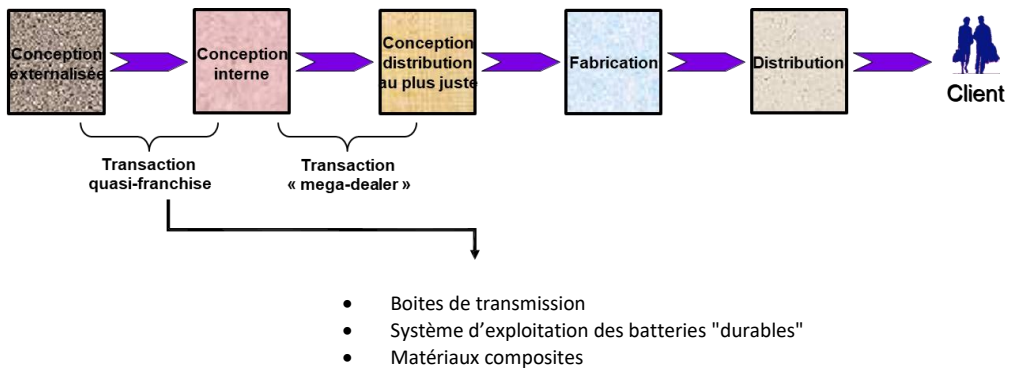 Conception
externalisée
Conception
interne
Conception
distribution
au plus juste
Fabrication
Distribution
Client
Transaction
quasi-franchise
Transaction
« mega-dealer »
• Boites de transmission
• Système d’exploitation des batteries "durables"
• Matériaux composites